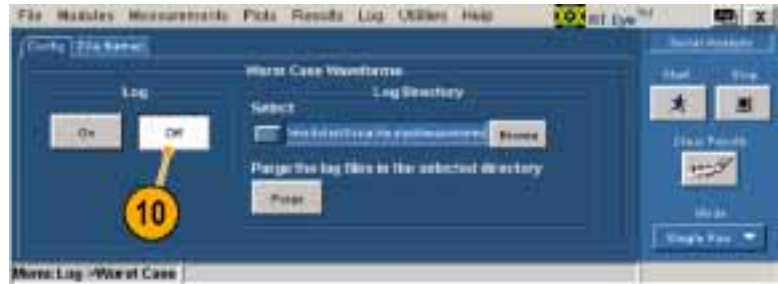 File Modules Measurements Plots Results Log Utilities Help RT Eye
Config File Names
Serial Analysis
Worst Case Waveforms
Start Stop
Log
Log Directory
Select
On Off
Browse
Clear Results
Purge the log files in the selected directory
Purge
10
Mode
Single Run
Menu: Log->Worst Case